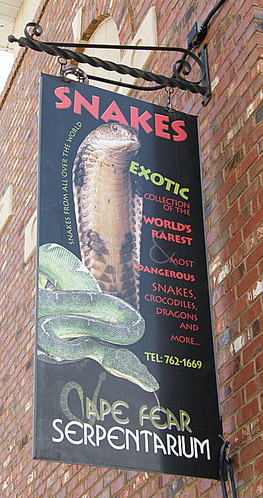 SNAKES
SNAKES FROM ALL OVER THE WORLD
EXOTIC
COLLECTION
OF THE
WORLD'S
RAREST
&
MOST
DANGEROUS
SNAKES,
CROCODILES,
DRAGONS
AND
MORE...
TEL: 762-1669
CAPE FEAR
SERPENTARIUM